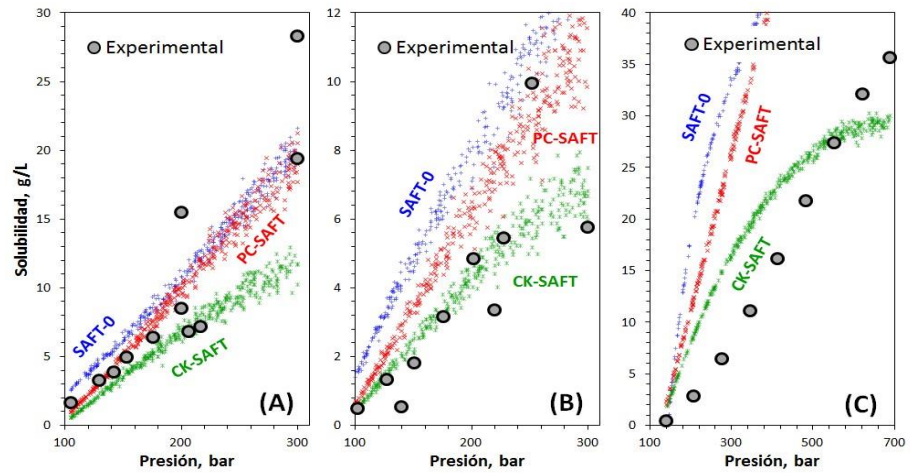 Experimental
30
25
20
15
10
5
0
Solubilidad, g/L
SAFT-0
PC-SAFT
CK-SAFT
(A)
100
200
300
Presión, bar
Experimental
12
10
8
6
4
2
0
SAFT-0
PC-SAFT
CK-SAFT
(B)
100
200
300
Presión, bar
Experimental
40
35
30
25
20
15
10
5
0
SAFT-0
PC-SAFT
CK-SAFT
(C)
100
300
500
700
Presión, bar